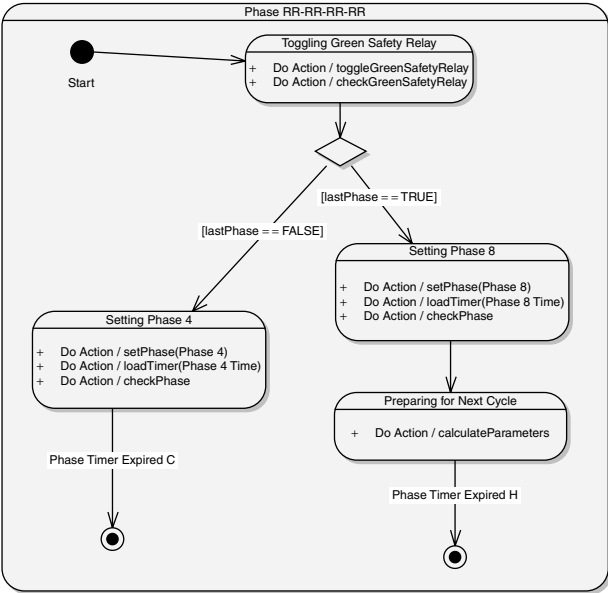 Phase RR-RR-RR-RR
Start
Toggling Green Safety Relay
+ Do Action / toggleGreenSafetyRelay
+ Do Action / checkGreenSafetyRelay
[lastPhase == TRUE]
[lastPhase == FALSE]
Setting Phase 8
+ Do Action / setPhase(Phase 8)
+ Do Action / loadTimer(Phase 8 Time)
+ Do Action / checkPhase
Setting Phase 4
+ Do Action / setPhase(Phase 4)
+ Do Action / loadTimer(Phase 4 Time)
+ Do Action / checkPhase
Preparing for Next Cycle
+ Do Action / calculateParameters
Phase Timer Expired C
Phase Timer Expired H